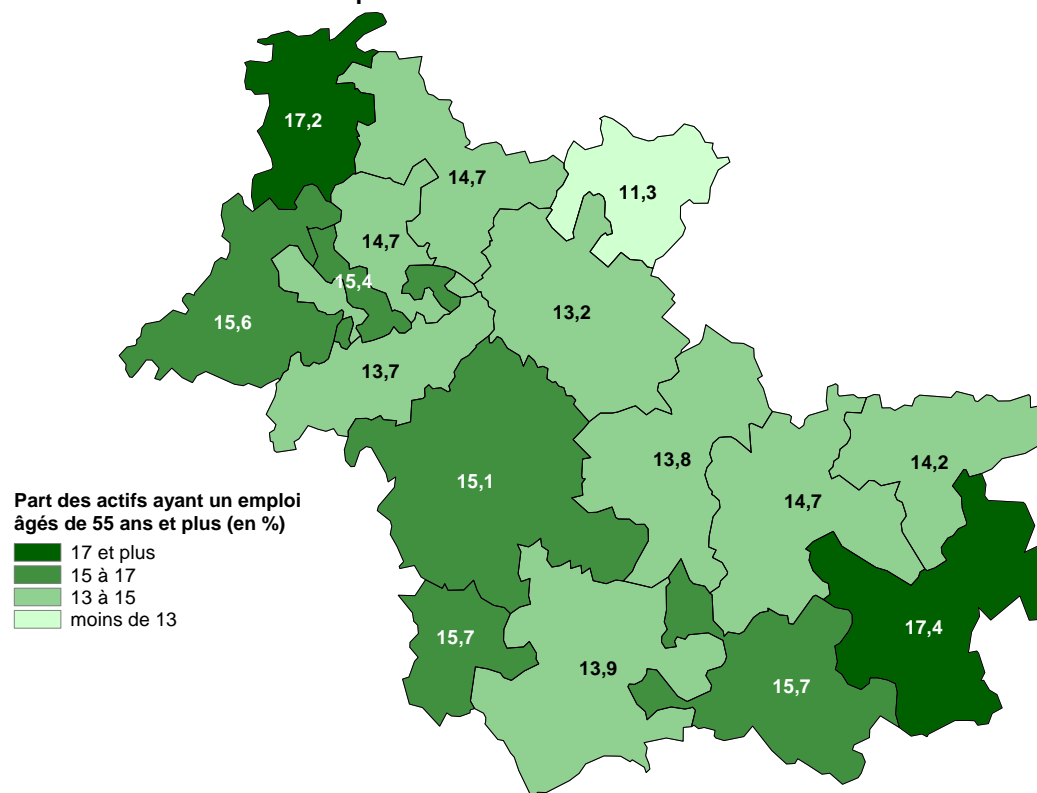 17,2
14,7
11,3
14,7
15,4
13,2
15,6
13,7
13,8
14,2
15,1
14,7
Part des actifs ayant un emploi
âgés de 55 ans et plus (en %)
17 et plus
15 à 17
13 à 15
moins de 13
17,4
15,7
13,9
15,7